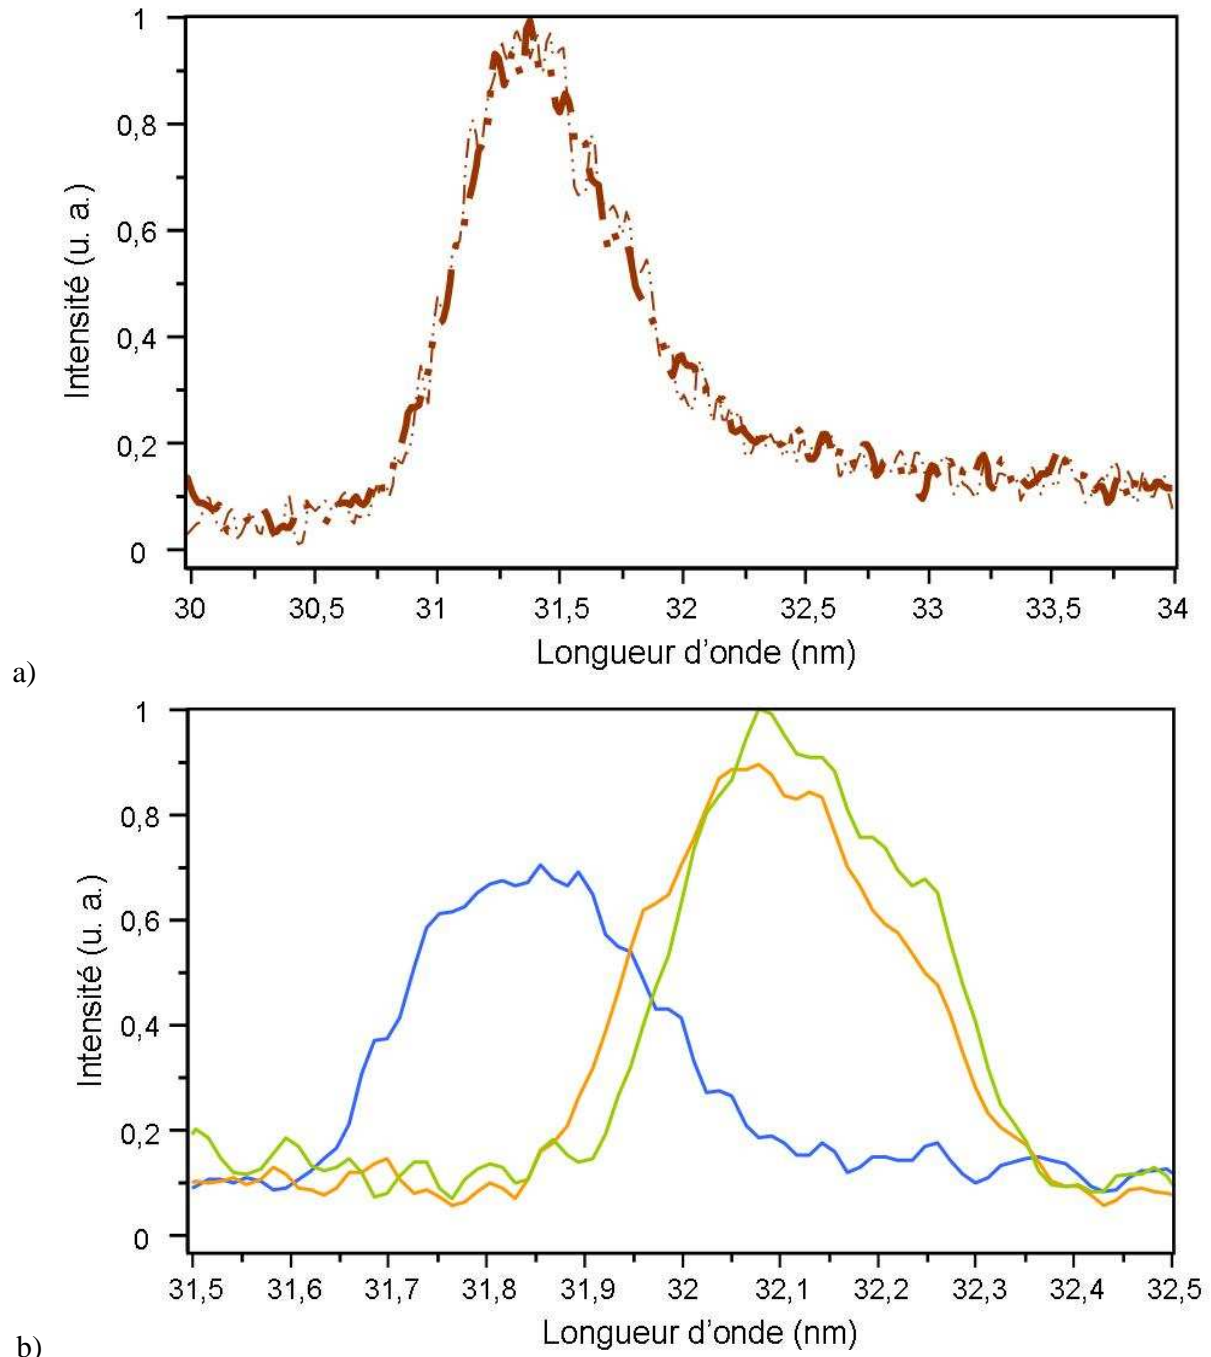 1
0,8
0,6
0,4
0,2
0
Intensité (u. a.)
30 30,5 31 31,5 32 32,5 33 33,5 34
Longueur d’onde (nm)
a)
1
0,8
0,6
0,4
0,2
0
Intensité (u. a.)
31,5 31,6 31,7 31,8 31,9 32 32,1 32,2 32,3 32,4 32,5
Longueur d’onde (nm)
b)